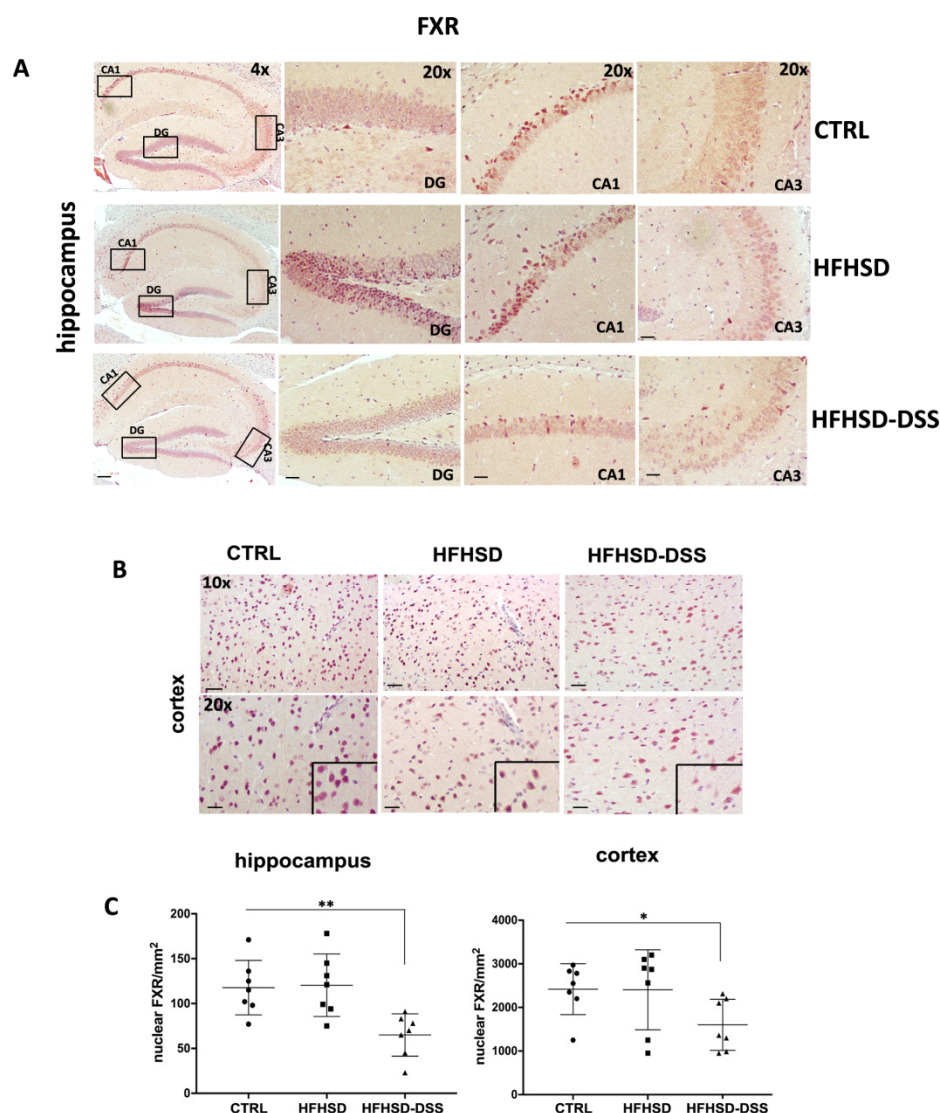 FXR
A
CA1
DG
CA3
4x
20x
DG
20x
CA1
20x
CA3
CTRL
hippocampus
CA1
DG
CA3
DG
CA1
CA3
HFHSD
CA1
DG
CA3
DG
CA1
CA3
HFHSD-DSS
B
CTRL
HFHSD
HFHSD-DSS
10x
cortex
20x
hippocampus
cortex
C
nuclear FXR/mm²
200
150
100
50
0
**
CTRL
HFHSD
HFHSD-DSS
nuclear FXR/mm²
4000
3000
2000
1000
0
*
CTRL
HFHSD
HFHSD-DSS